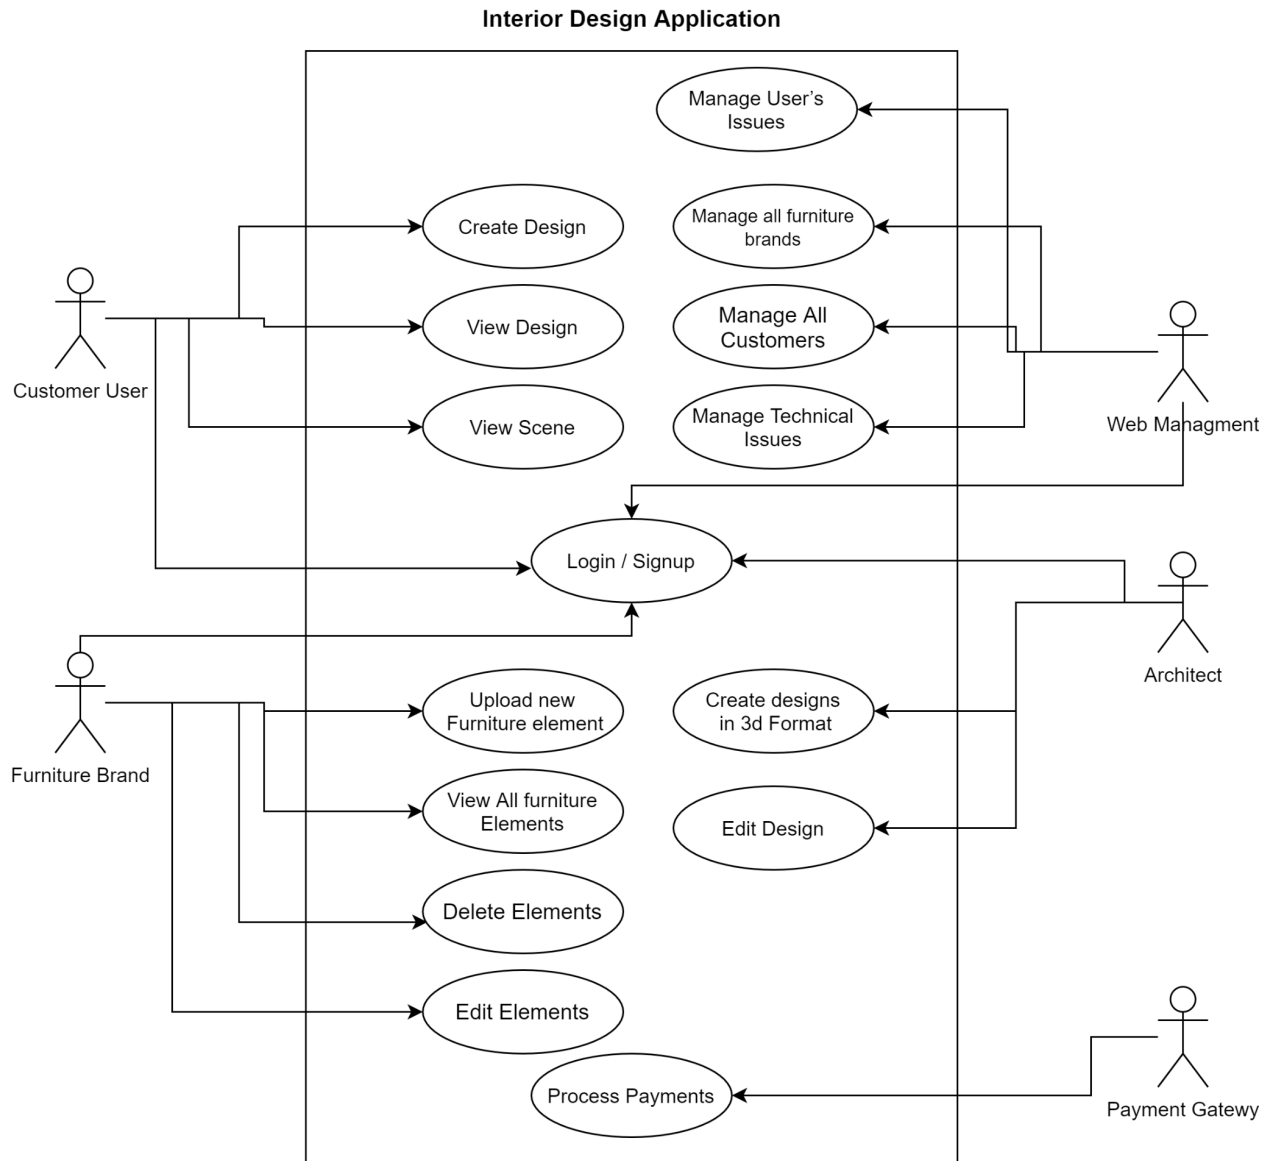 Interior Design Application
Manage User's
Issues
Create Design
Manage all furniture
brands
View Design
Manage All
Customers
Customer User
View Scene
Manage Technical
Issues
Web Managment
Login / Signup
Architect
Upload new
Furniture element
Create designs
in 3d Format
Furniture Brand
View All furniture
Elements
Edit Design
Delete Elements
Edit Elements
Process Payments
Payment Gatewy